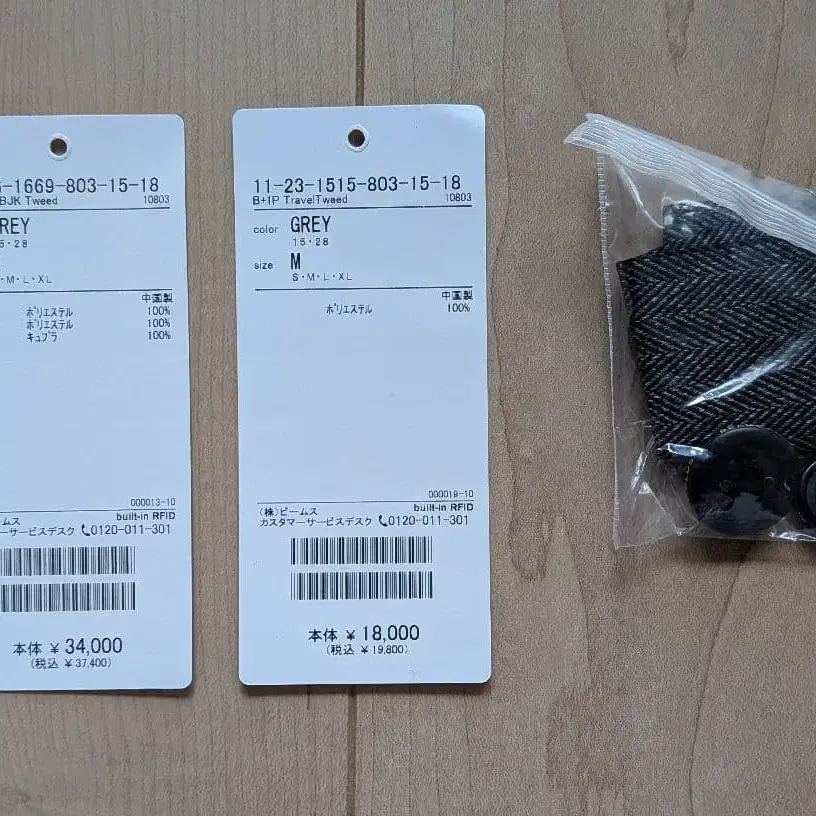 -1669-803-15-18
BJK Tweed 10803
REY
5・28
・M・L・XL
中国製
ポリエステル 100%
ポリエステル 100%
キュプラ 100%
000013-10
ームス built-in RFID
ーサービスデスク 0120-011-301
本体 ¥ 34,000
(税込 ¥ 37,400)
11-23-1515-803-15-18
B+1P TravelTweed 10803
color GREY
15・28
size M
S・M・L・XL
中国製
ポリエステル 100%
000019-10
(株)ビームス built-in RFID
カスタマーサービスデスク 0120-011-301
本体 ¥ 18,000
(税込 ¥ 19,800)